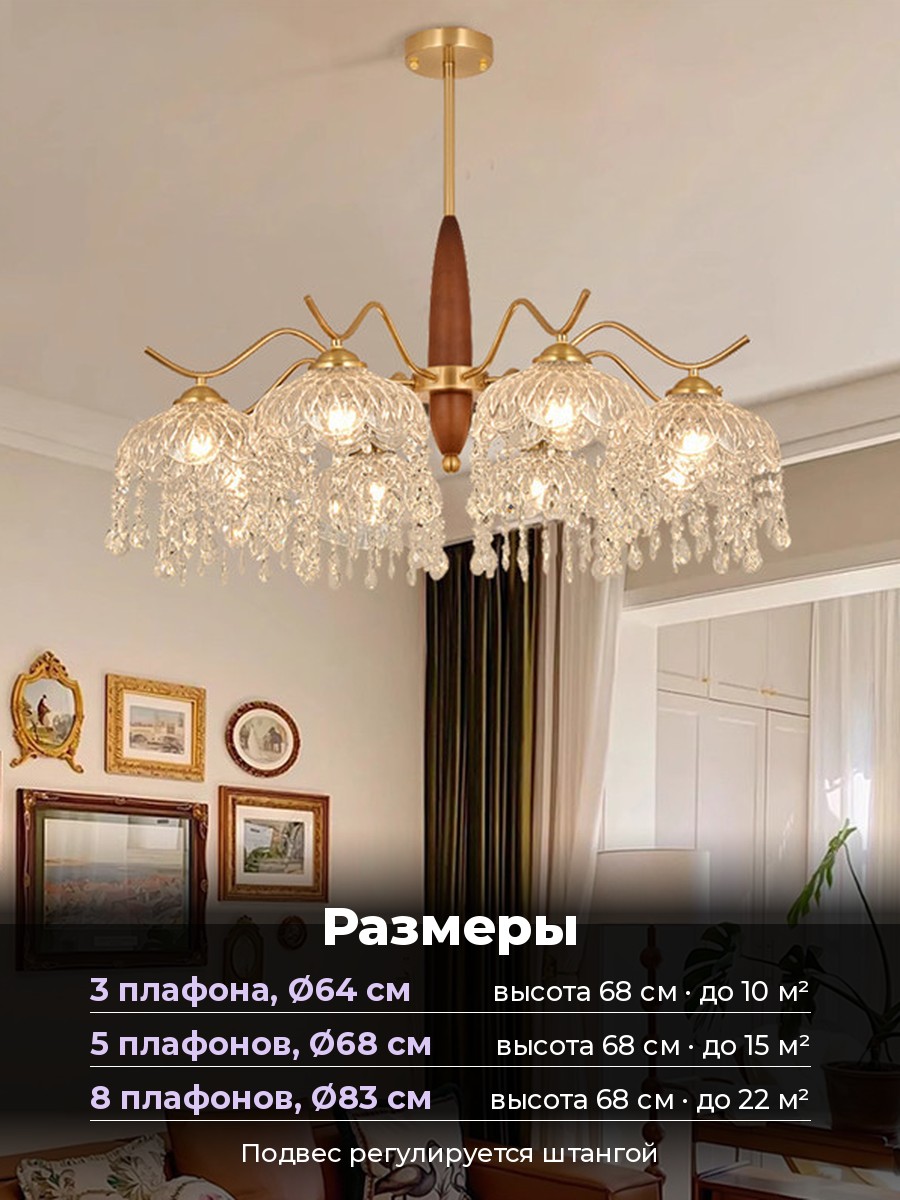 Размеры
3 плафона, Ø64 см высота 68 см · до 10 м²
5 плафонов, Ø68 см высота 68 см · до 15 м²
8 плафонов, Ø83 см высота 68 см · до 22 м²
Подвес регулируется штангой